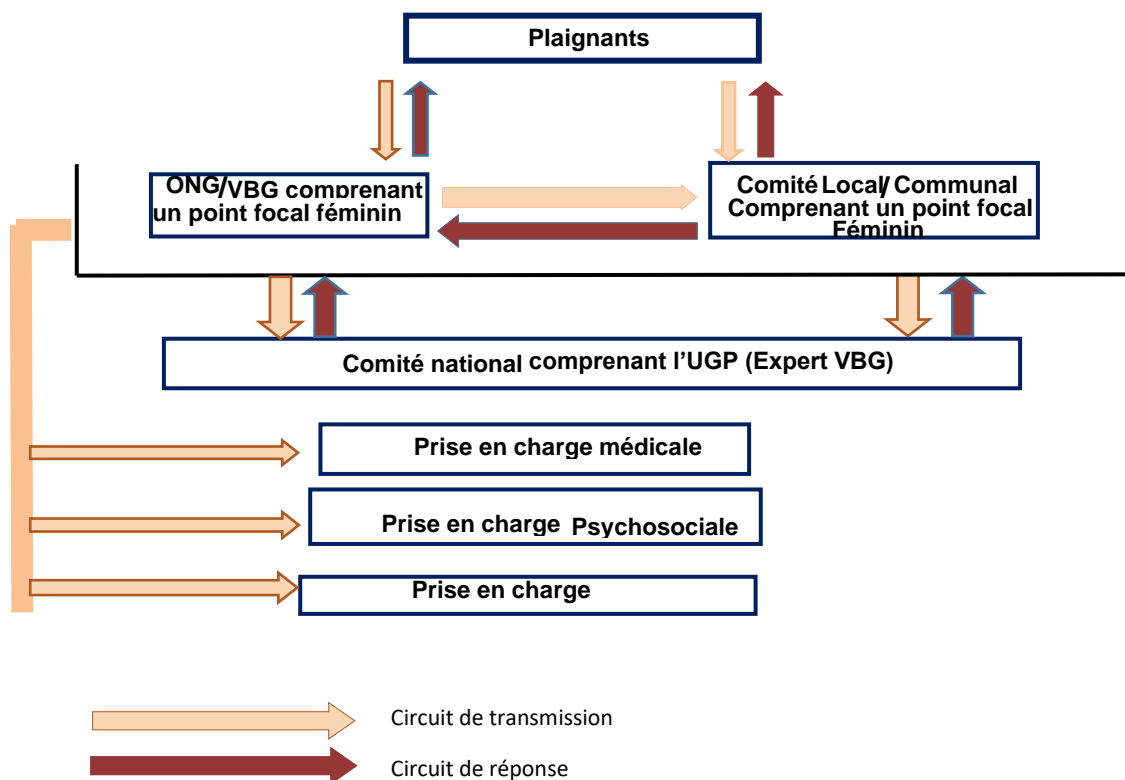 Plaignants
ONG/VBG comprenant
un point focal féminin
Comité Local/ Communal
Comprenant un point focal
Féminin
Comité national comprenant l’UGP (Expert VBG)
Prise en charge médicale
Prise en charge Psychosociale
Prise en charge
Circuit de transmission
Circuit de réponse